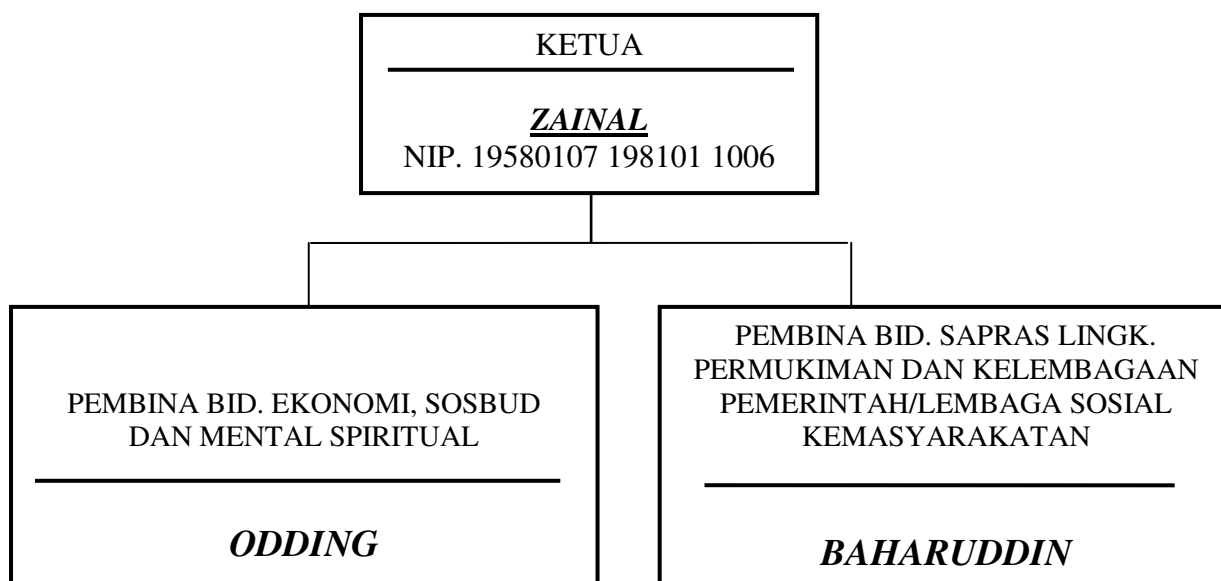 KETUA
ZAINAL
NIP. 19580107 198101 1006
PEMBINA BID. EKONOMI, SOSBUD
DAN MENTAL SPIRITUAL
ODDING
PEMBINA BID. SAPRAS LINGK.
PERMUKIMAN DAN KELEMBAGAAN
PEMERINTAH/LEMBAGA SOSIAL
KEMASYARAKATAN
BAHARUDDIN